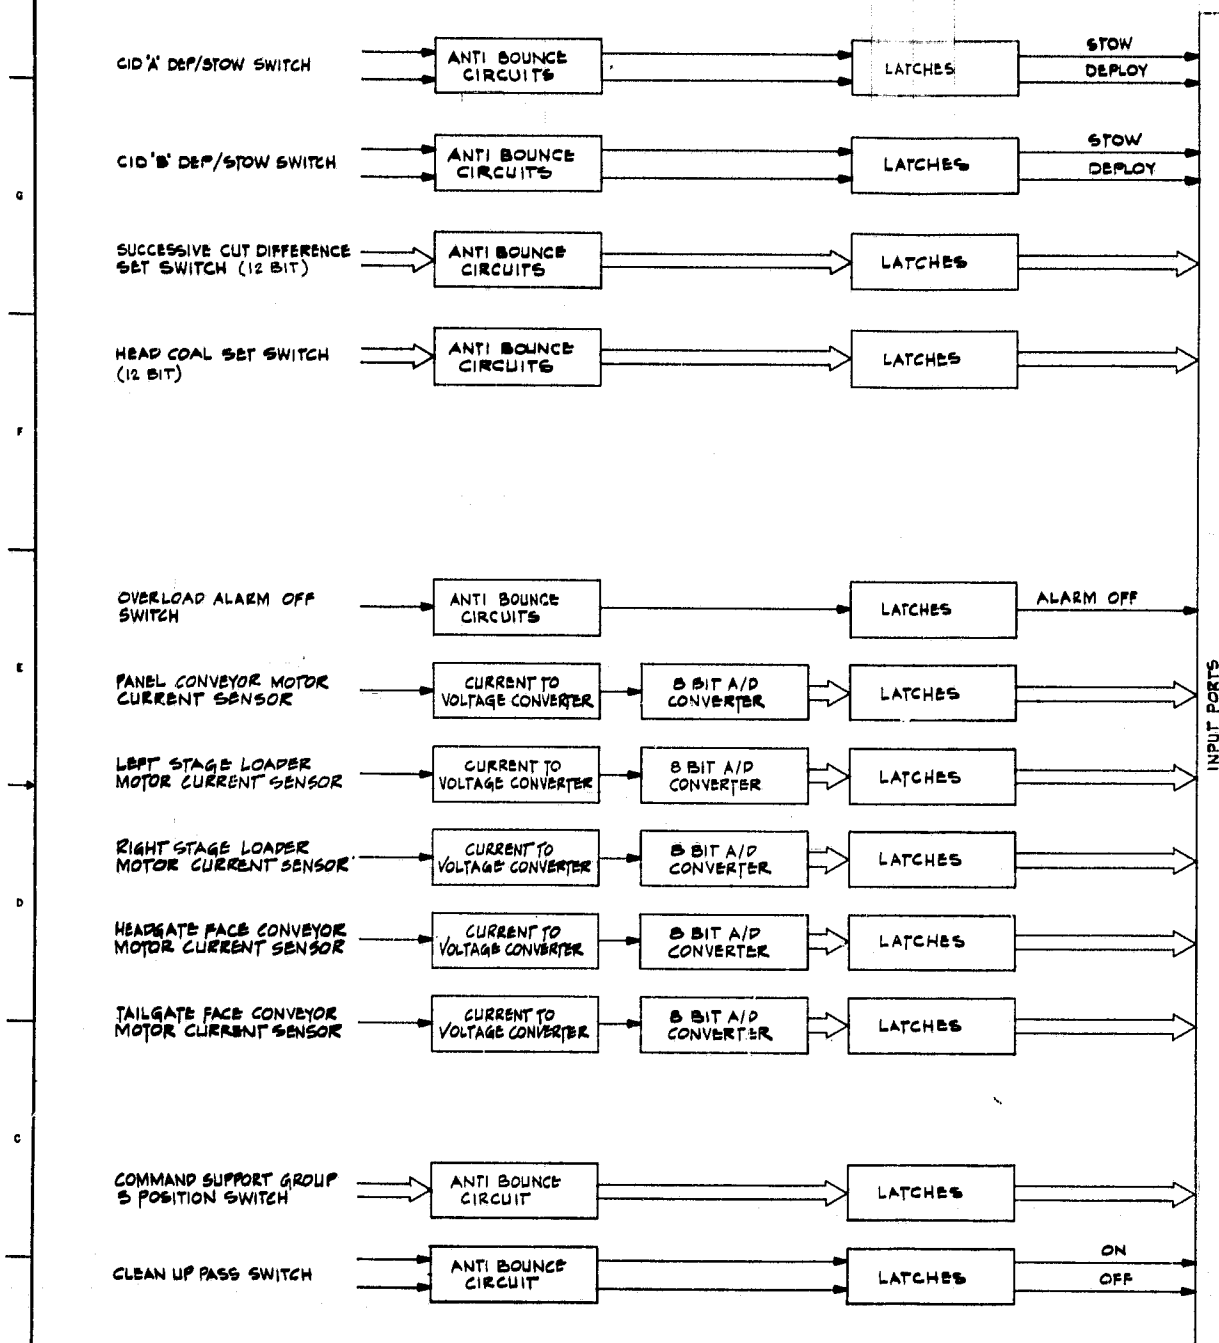 CID 'A' DEP/STOW SWITCH
ANTI BOUNCE
CIRCUITS
LATCHES
STOW
DEPLOY
CID 'B' DEP/STOW SWITCH
ANTI BOUNCE
CIRCUITS
LATCHES
STOW
DEPLOY
G
SUCCESSIVE CUT DIFFERENCE
SET SWITCH (12 BIT)
ANTI BOUNCE
CIRCUITS
LATCHES
HEAD COAL SET SWITCH
(12 BIT)
ANTI BOUNCE
CIRCUITS
LATCHES
F
OVERLOAD ALARM OFF
SWITCH
ANTI BOUNCE
CIRCUITS
LATCHES
ALARM OFF
E
PANEL CONVEYOR MOTOR
CURRENT SENSOR
CURRENT TO
VOLTAGE CONVERTER
8 BIT A/D
CONVERTER
LATCHES
INPUT PORTS
LEFT STAGE LOADER
MOTOR CURRENT SENSOR
CURRENT TO
VOLTAGE CONVERTER
8 BIT A/D
CONVERTER
LATCHES
RIGHT STAGE LOADER
MOTOR CURRENT SENSOR
CURRENT TO
VOLTAGE CONVERTER
8 BIT A/D
CONVERTER
LATCHES
D
HEADGATE FACE CONVEYOR
MOTOR CURRENT SENSOR
CURRENT TO
VOLTAGE CONVERTER
8 BIT A/D
CONVERTER
LATCHES
TAILGATE FACE CONVEYOR
MOTOR CURRENT SENSOR
CURRENT TO
VOLTAGE CONVERTER
8 BIT A/D
CONVERTER
LATCHES
C
COMMAND SUPPORT GROUP
POSITION SWITCH
ANTI BOUNCE
CIRCUIT
LATCHES
CLEAN UP PASS SWITCH
ANTI BOUNCE
CIRCUIT
LATCHES
ON
OFF